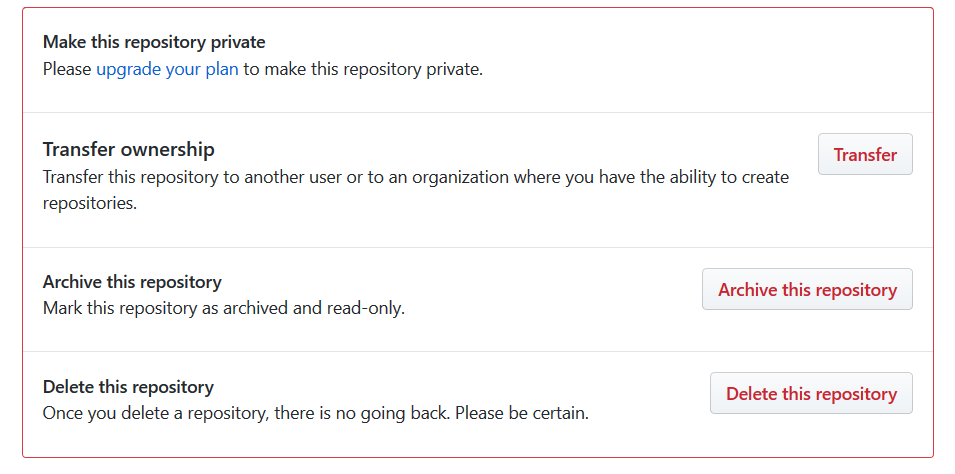 Make this repository private
Please upgrade your plan to make this repository private.
Transfer ownership
Transfer
Transfer this repository to another user or to an organization where you have the ability to create
repositories.
Archive this repository
Archive this repository
Mark this repository as archived and read-only.
Delete this repository
Delete this repository
Once you delete a repository, there is no going back. Please be certain.